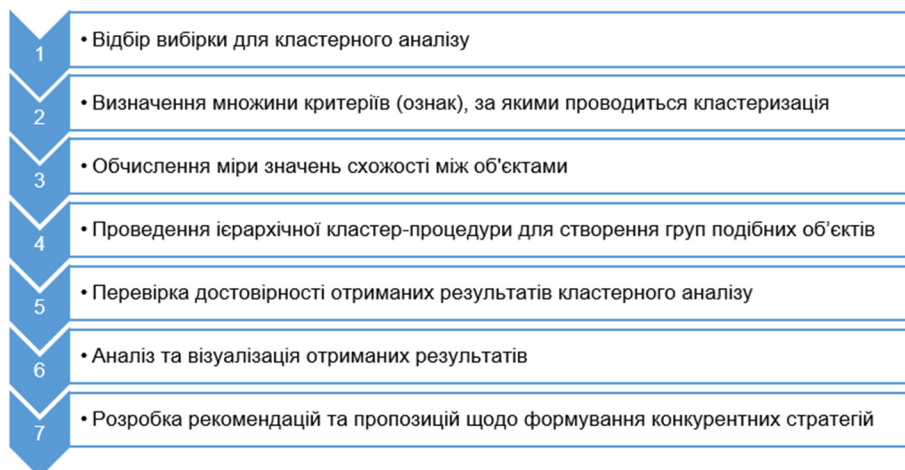 1 • Відбір вибірки для кластерного аналізу
2 • Визначення множини критеріїв (ознак), за якими проводиться кластеризація
3 • Обчислення міри значень схожості між об'єктами
4 • Проведення ієрархічної кластер-процедури для створення груп подібних об’єктів
5 • Перевірка достовірності отриманих результатів кластерного аналізу
6 • Аналіз та візуалізація отриманих результатів
7 • Розробка рекомендацій та пропозицій щодо формування конкурентних стратегій